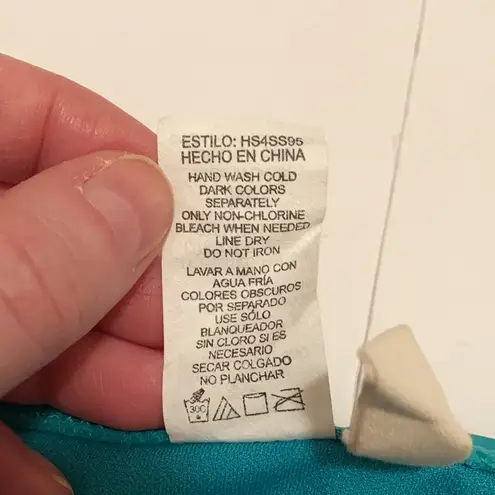 ESTILO: HS4SS95
HECHO EN CHINA
HAND WASH COLD
DARK COLORS
SEPARATELY
ONLY NON-CHLORINE
BLEACH WHEN NEEDED
LINE DRY
DO NOT IRON
LAVAR A MANO CON
AGUA FRÍA
COLORES OBSCUROS
POR SEPARADO
USE SÓLO
BLANQUEADOR
SIN CLORO SI ES
NECESARIO
SECAR COLGADO
NO PLANCHAR
30C